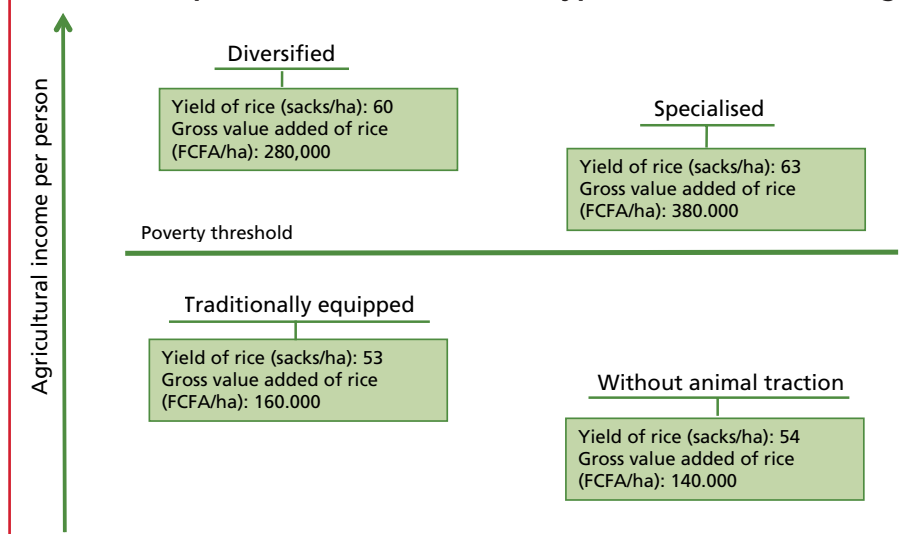 Diversified
Yield of rice (sacks/ha): 60
Gross value added of rice
(FCFA/ha): 280,000
Specialised
Yield of rice (sacks/ha): 63
Gross value added of rice
(FCFA/ha): 380.000
Agricultural income per person
Poverty threshold
Traditionally equipped
Yield of rice (sacks/ha): 53
Gross value added of rice
(FCFA/ha): 160.000
Without animal traction
Yield of rice (sacks/ha): 54
Gross value added of rice
(FCFA/ha): 140.000